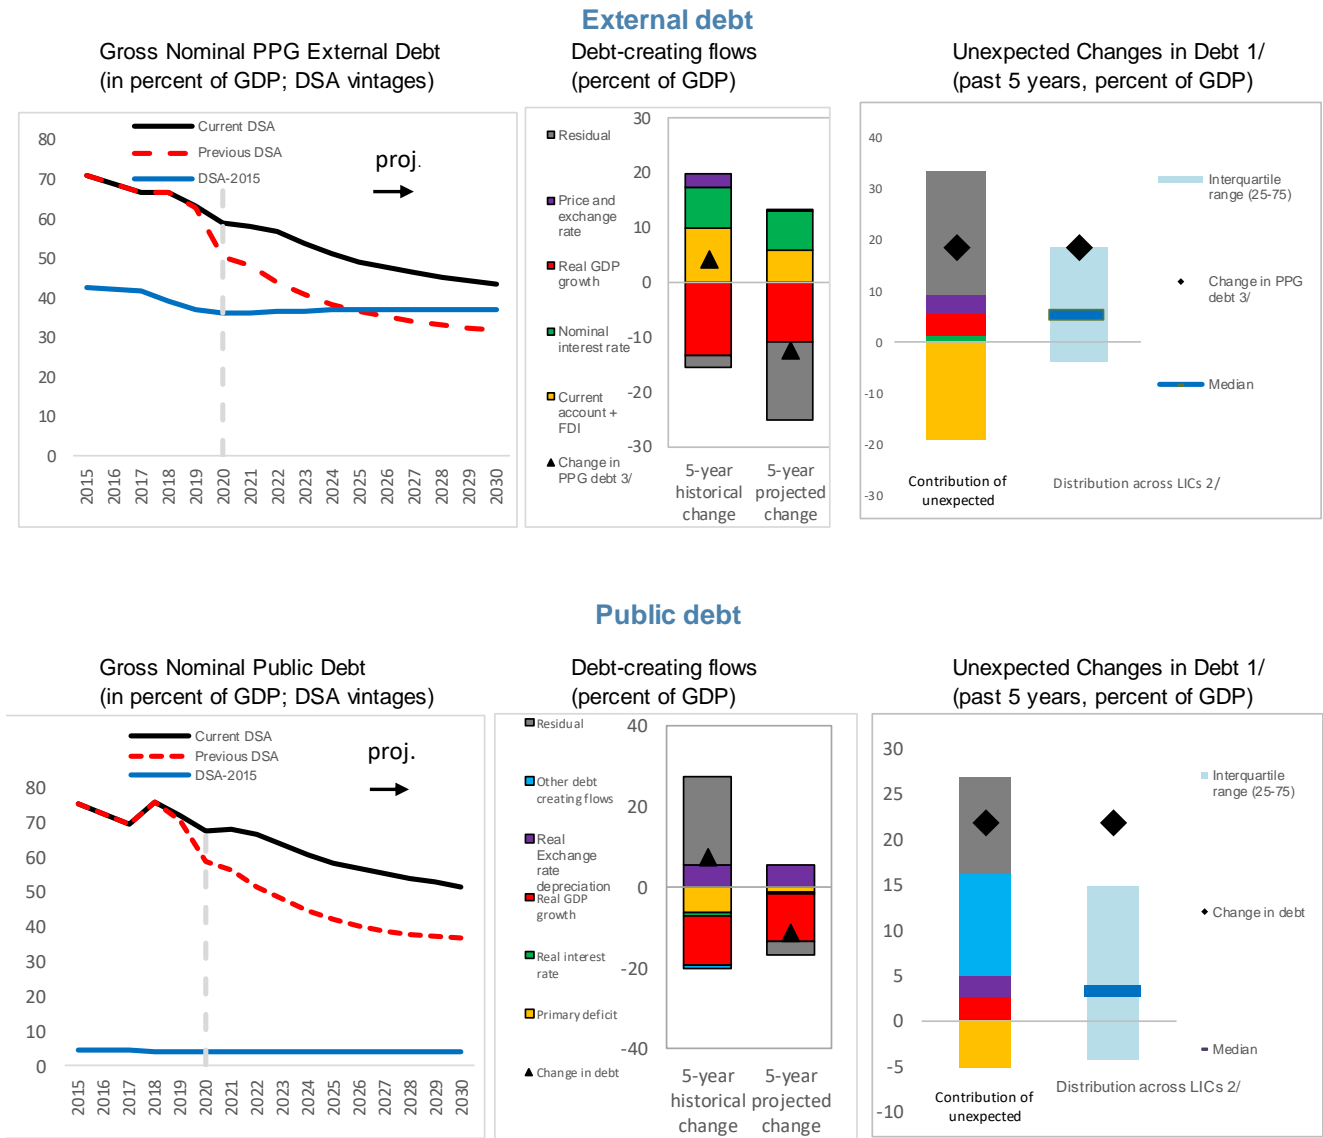 External debt
Gross Nominal PPG External Debt
(in percent of GDP; DSA vintages)
Debt-creating flows
(percent of GDP)
Unexpected Changes in Debt 1/
(past 5 years, percent of GDP)
Current DSA
Previous DSA
DSA-2015
proj.
80
70
60
50
40
30
20
10
0
2015
2016
2017
2018
2019
2020
2021
2022
2023
2024
2025
2026
2027
2028
2029
2030
Residual
Price and
exchange
rate
Real GDP
growth
Nominal
interest rate
Current
account +
FDI
Change in
PPG debt 3/
30
20
10
0
-10
-20
-30
5-year
historical
change
5-year
projected
change
40
30
20
10
0
-10
-20
-30
Contribution of
unexpected
Distribution across LICs 2/
Interquartile
range (25-75)
Change in PPG
debt 3/
Median
Public debt
Gross Nominal Public Debt
(in percent of GDP; DSA vintages)
Debt-creating flows
(percent of GDP)
Unexpected Changes in Debt 1/
(past 5 years, percent of GDP)
Current DSA
Previous DSA
DSA-2015
proj.
80
70
60
50
40
30
20
10
0
2015
2016
2017
2018
2019
2020
2021
2022
2023
2024
2025
2026
2027
2028
2029
2030
Residual
Other debt
creating flows
Real
Exchange
rate
depreciation
Real GDP
growth
Real interest
rate
Primary deficit
Change in debt
40
20
0
-20
-40
5-year
historical
change
5-year
projected
change
30
25
20
15
10
5
0
-5
-10
Contribution of
unexpected
Distribution across LICs 2/
Interquartile
range (25-75)
Change in debt
Median